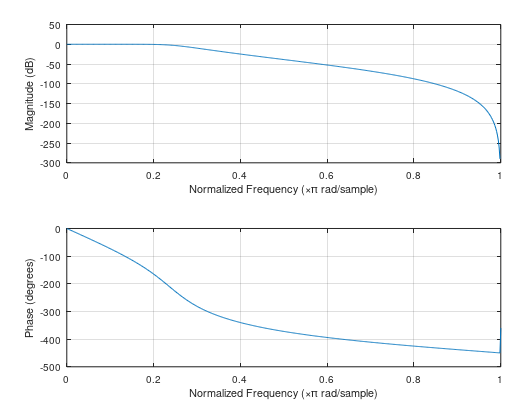 50
0
-50
-100
-150
-200
-250
-300
Magnitude (dB)
0 0.2 0.4 0.6 0.8 1
Normalized Frequency (×π rad/sample)
0
-100
-200
-300
-400
-500
Phase (degrees)
0 0.2 0.4 0.6 0.8 1
Normalized Frequency (×π rad/sample)